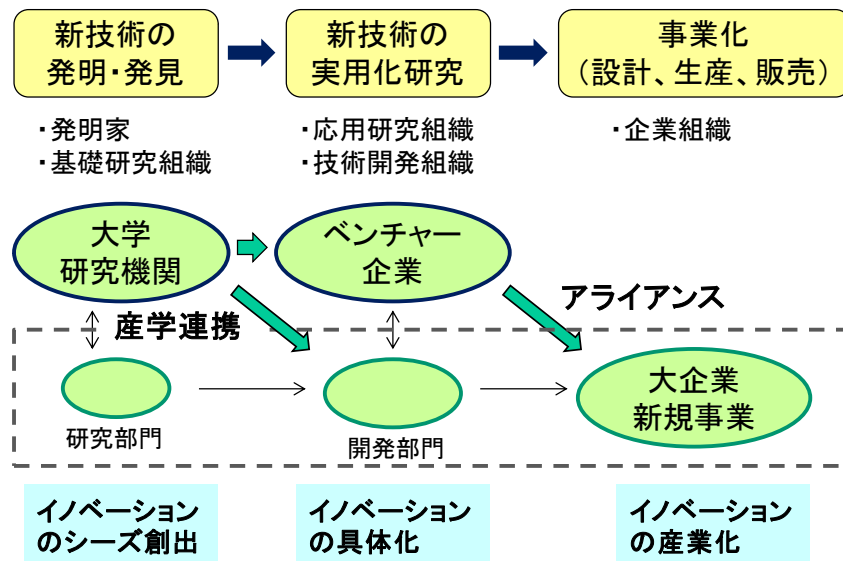 新技術の
発明・発見
新技術の
実用化研究
事業化
（設計、生産、販売）
・発明家
・基礎研究組織
・応用研究組織
・技術開発組織
・企業組織
大学
研究機関
ベンチャー
企業
産学連携
アライアンス
研究部門
開発部門
大企業
新規事業
イノベーション
のシーズ創出
イノベーション
の具体化
イノベーション
の産業化